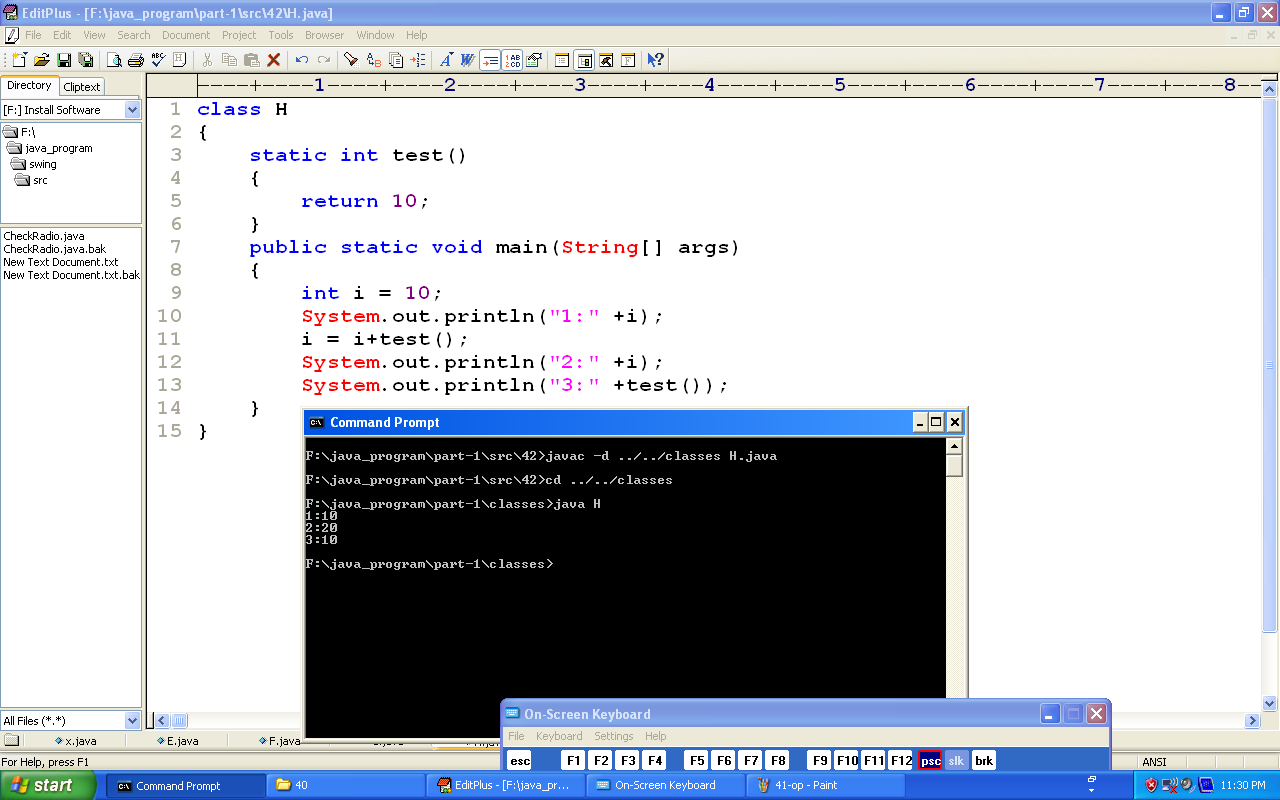 EditPlus - [F:\java_program\part-1\src\42\H.java]
File Edit View Search Document Project Tools Browser Window Help
Directory Cliptext
[F:] Install Software
F:\
java_program
swing
src
CheckRadio.java
CheckRadio.java.bak
New Text Document.txt
New Text Document.txt.bak
All Files (*.*)
----+----1----+----2----+----3----+----4----+----5----+----6----+----7----+----8--
1 class H
2 {
3 static int test()
4 {
5 return 10;
6 }
7 public static void main(String[] args)
8 {
9 int i = 10;
10 System.out.println("1:" +i);
11 i = i+test();
12 System.out.println("2:" +i);
13 System.out.println("3:" +test());
14 }
15 }
Command Prompt
F:\java_program\part-1\src\42>javac -d ../../classes H.java
F:\java_program\part-1\src\42>cd ../../classes
F:\java_program\part-1\classes>java H
1:10
2:20
3:10
F:\java_program\part-1\classes>
On-Screen Keyboard
File Keyboard Settings Help
esc F1 F2 F3 F4 F5 F6 F7 F8 F9 F10 F11 F12 psc slk brk
x.java E.java F.java
For Help, press F1
ANSI
start Command Prompt 40 EditPlus - [F:\java_pr... On-Screen Keyboard 41-op - Paint 11:30 PM